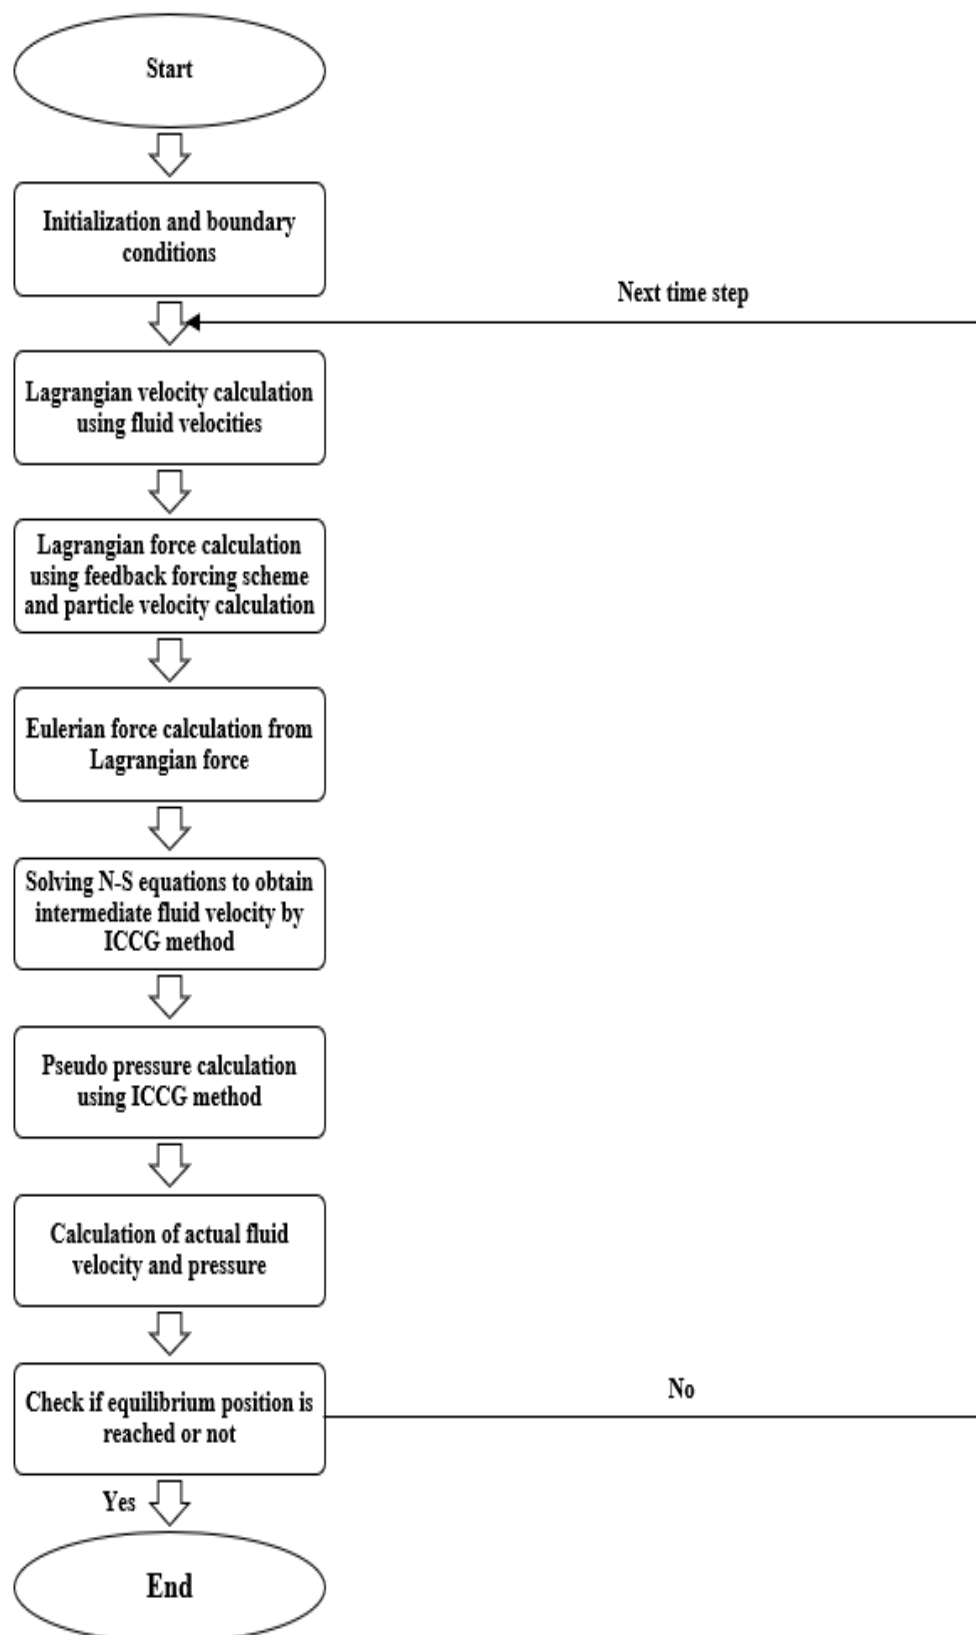 Start
Initialization and boundary
conditions
Next time step
Lagrangian velocity calculation
using fluid velocities
Lagrangian force calculation
using feedback forcing scheme
and particle velocity calculation
Eulerian force calculation from
Lagrangian force
Solving N-S equations to obtain
intermediate fluid velocity by
ICCG method
Pseudo pressure calculation
using ICCG method
Calculation of actual fluid
velocity and pressure
Check if equilibrium position is
reached or not
No
Yes
End